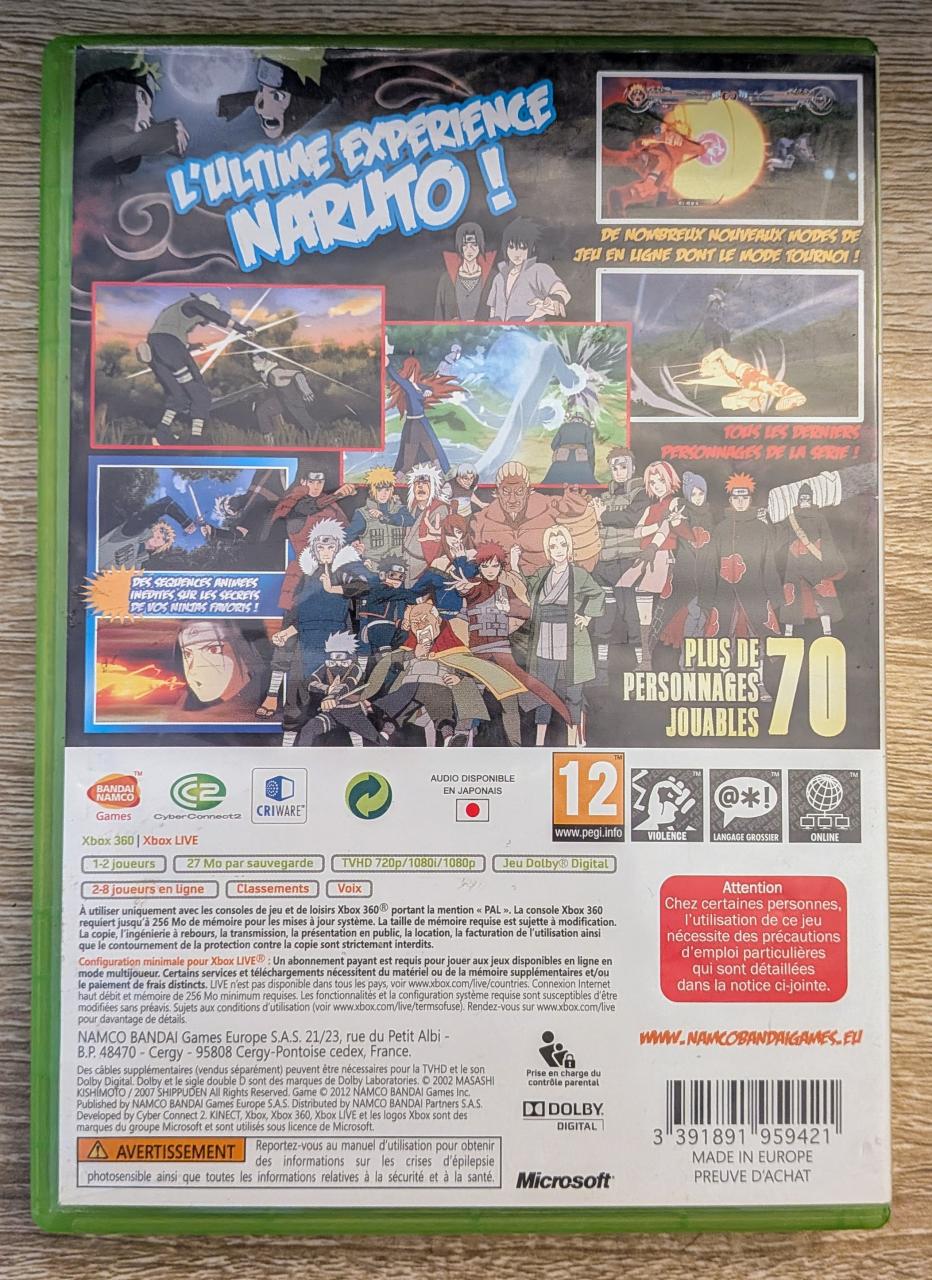 L'ULTIME EXPERIENCE
NARUTO !
DE NOMBREUX NOUVEAUX MODES DE
JEU EN LIGNE DONT LE MODE TOURNOI !
TOUS LES DERNIERS
PERSONNAGES DE LA SERIE !
DES SEQUENCES ANIMEES
INEDITES SUR LES SECRETS
DE VOS NINJAS FAVORIS !
PLUS DE
PERSONNAGES
JOUABLES
70
BANDAI
NAMCO
Games
TM
CyberConnect2
CRIWARE™
AUDIO DISPONIBLE
EN JAPONAIS
12
www.pegi.info
VIOLENCE
@*!
LANGAGE GROSSIER
ONLINE
Xbox 360 | Xbox LIVE
1-2 joueurs
27 Mo par sauvegarde
TVHD 720p/1080i/1080p
Jeu Dolby® Digital
2-8 joueurs en ligne
Classements
Voix
À utiliser uniquement avec les consoles de jeu et de loisirs Xbox 360® portant la mention « PAL ». La console Xbox 360
requiert jusqu'à 256 Mo de mémoire pour les mises à jour système. La taille de mémoire requise est sujette à modification.
La copie, l'ingénierie à rebours, la transmission, la présentation en public, la location, la facturation de l'utilisation ainsi
que le contournement de la protection contre la copie sont strictement interdits.
Configuration minimale pour Xbox LIVE® : Un abonnement payant est requis pour jouer aux jeux disponibles en ligne en
mode multijoueur. Certains services et téléchargements nécessitent du matériel ou de la mémoire supplémentaires et/ou
le paiement de frais distincts. LIVE n'est pas disponible dans tous les pays, voir www.xbox.com/live/countries. Connexion Internet
haut débit et mémoire de 256 Mo minimum requises. Les fonctionnalités et la configuration système requise sont susceptibles d'être
modifiées sans préavis. Sujets aux conditions d'utilisation (voir www.xbox.com/live/termsofuse). Rendez-vous sur www.xbox.com/live
pour davantage de détails.
Attention
Chez certaines personnes,
l'utilisation de ce jeu
nécessite des précautions
d'emploi particulières
qui sont détaillées
dans la notice ci-jointe.
NAMCO BANDAI Games Europe S.A.S. 21/23, rue du Petit Albi -
B.P. 48470 - Cergy - 95808 Cergy-Pontoise cedex, France.
WWW.NAMCOBANDAIGAMES.EU
Des câbles supplémentaires (vendus séparément) peuvent être nécessaires pour la TVHD et le son
Dolby Digital. Dolby et le sigle double D sont des marques de Dolby Laboratories. © 2002 MASASHI
KISHIMOTO / 2007 SHIPPUDEN All Rights Reserved. Game © 2012 NAMCO BANDAI Games Inc.
Published by NAMCO BANDAI Games Europe S.A.S. Distributed by NAMCO BANDAI Partners S.A.S.
Developed by Cyber Connect 2. KINECT, Xbox, Xbox 360, Xbox LIVE et les logos Xbox sont des
marques du groupe Microsoft et sont utilisés sous licence de Microsoft.
Prise en charge du
contrôle parental
DOLBY
DIGITAL
AVERTISSEMENT
Reportez-vous au manuel d'utilisation pour obtenir
des informations sur les crises d'épilepsie
photosensible ainsi que toutes les informations relatives à la sécurité et à la santé.
Microsoft®
3 391891 959421
MADE IN EUROPE
PREUVE D'ACHAT